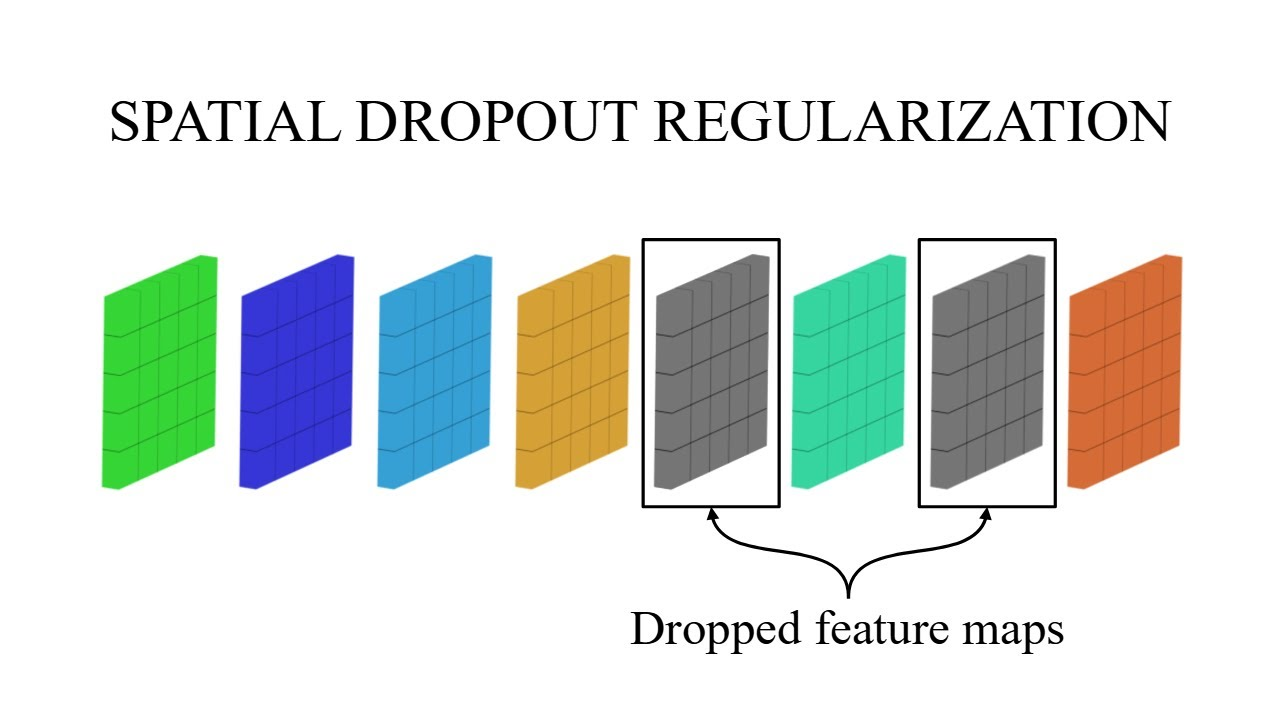 SPATIAL DROPOUT REGULARIZATION
Dropped feature maps